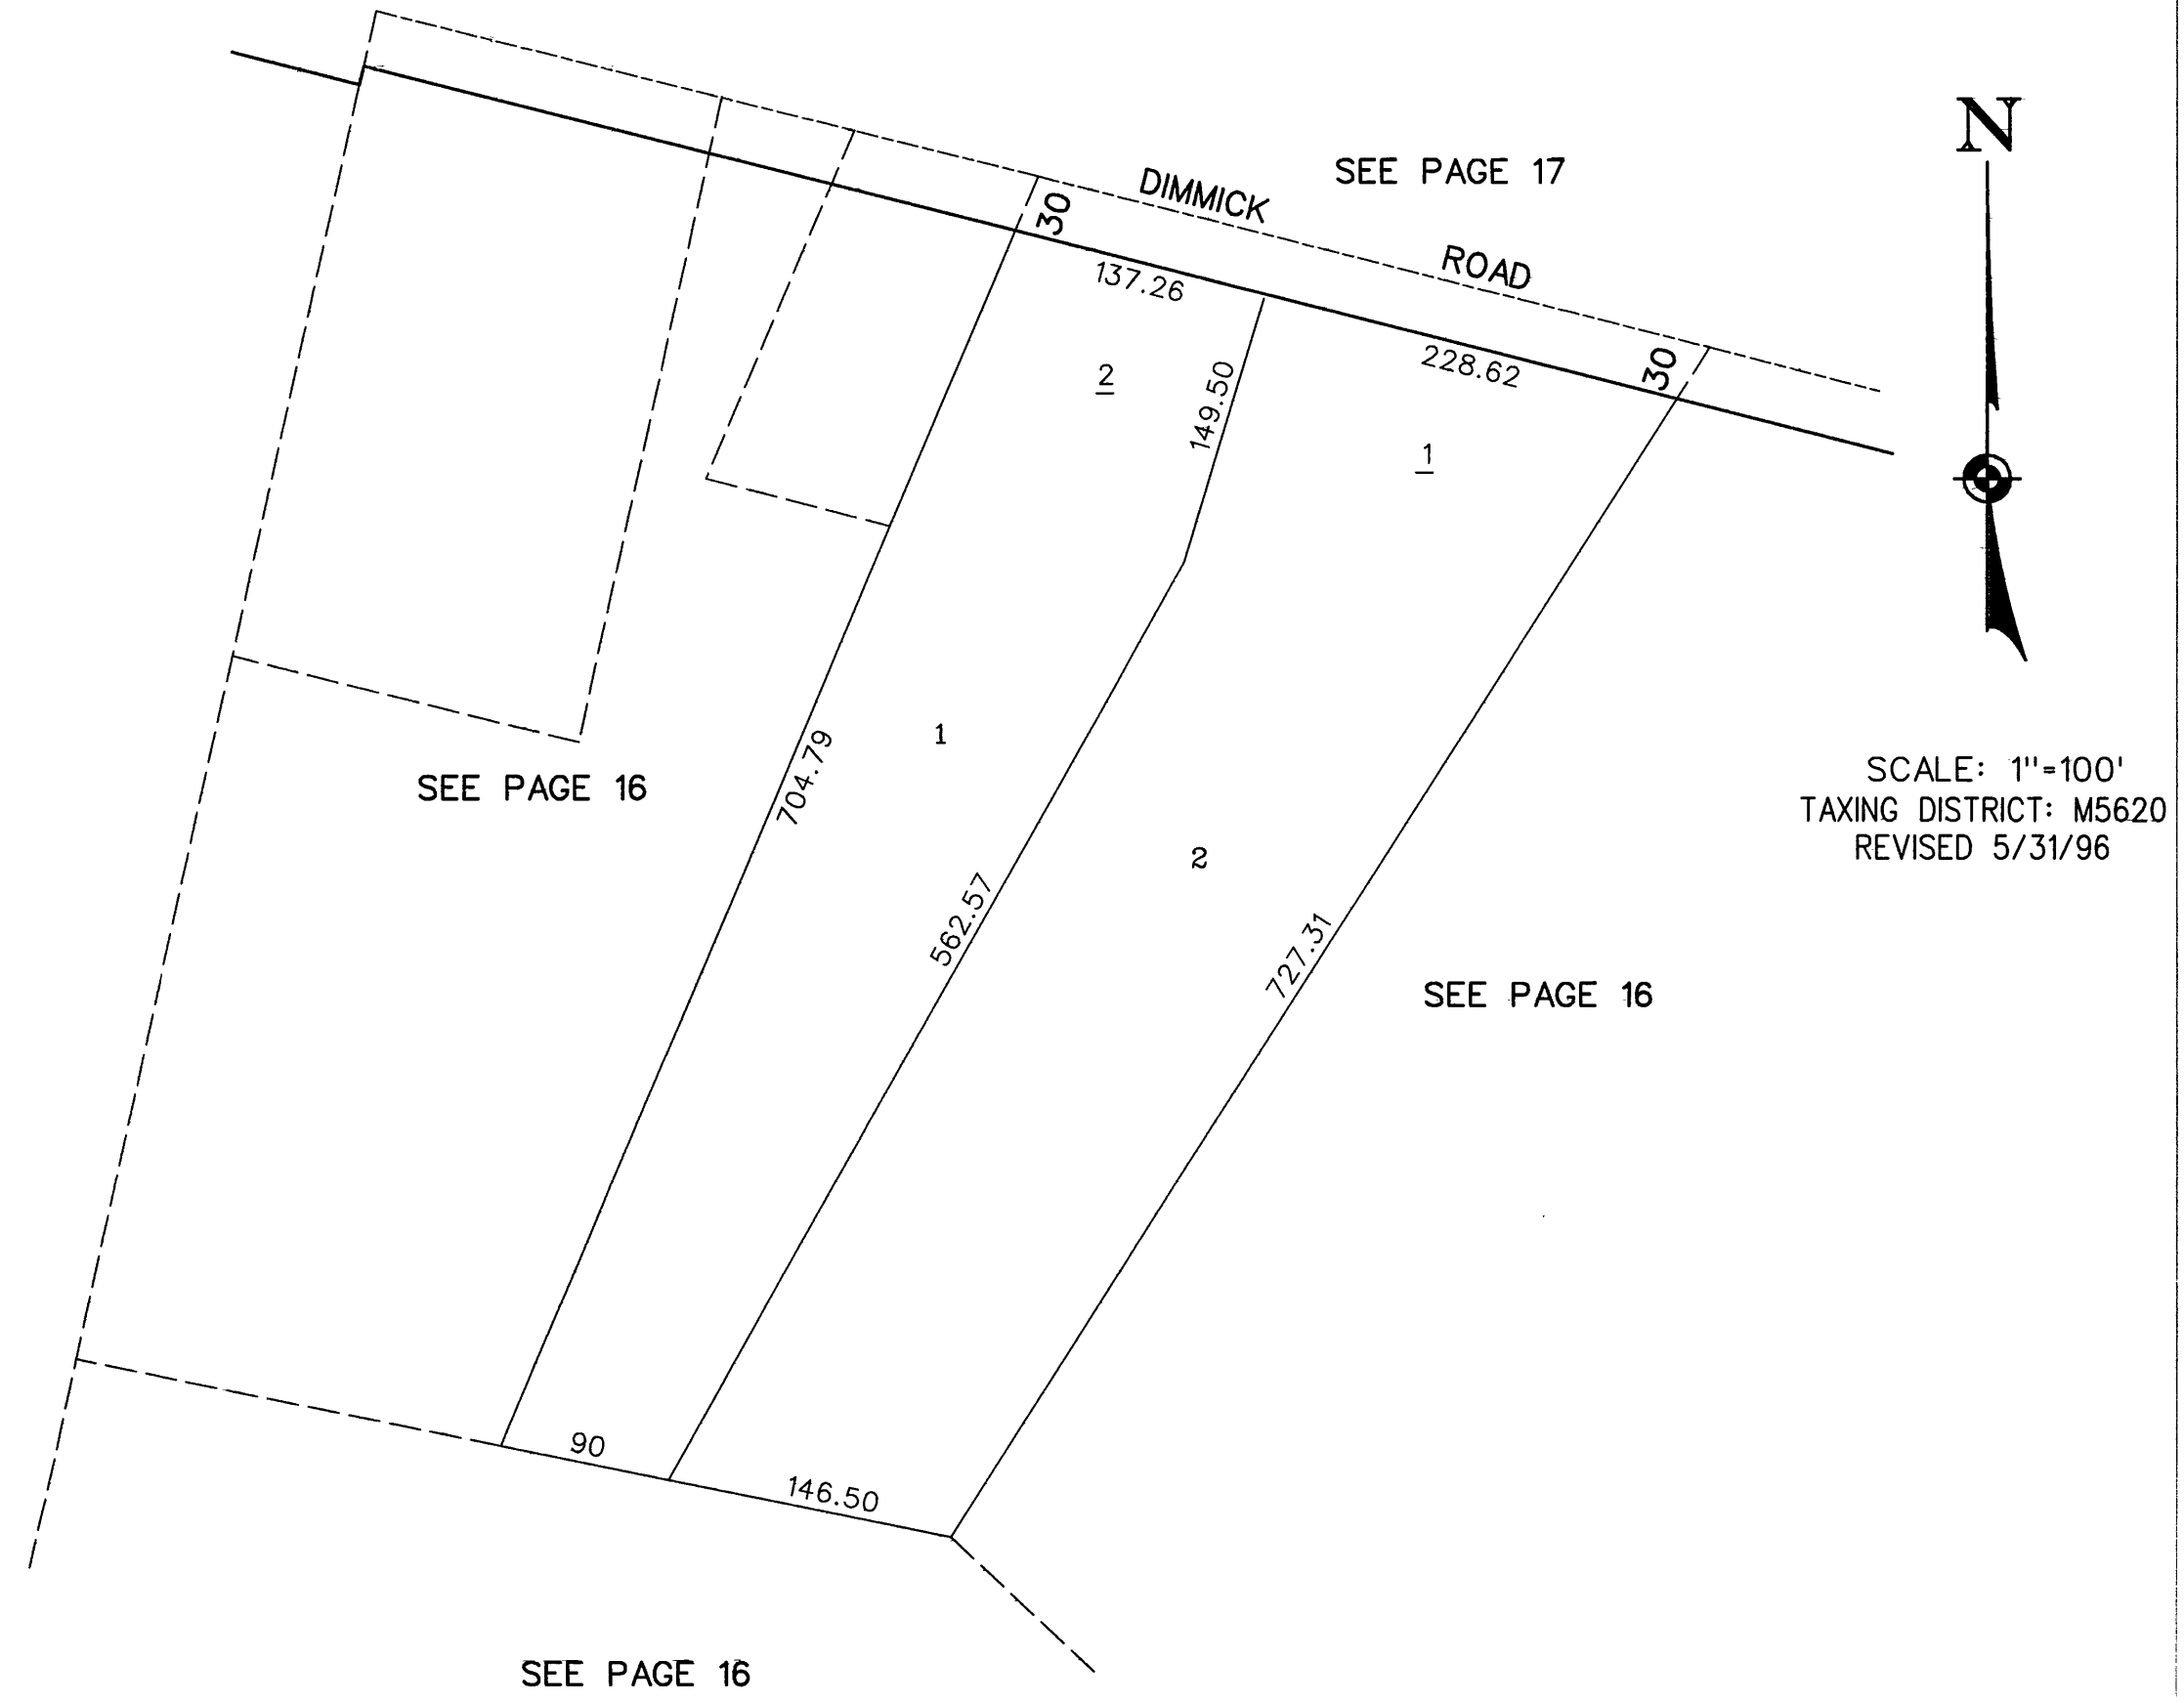 N
SEE PAGE 17
DIMMICK
ROAD
30
137.26
30
228.62
2
149.50
1
1
704.79
SEE PAGE 16
SCALE: 1"=100'
TAXING DISTRICT: M5620
REVISED 5/31/96
2
562.57
727.31
SEE PAGE 16
90
146.50
SEE PAGE 16